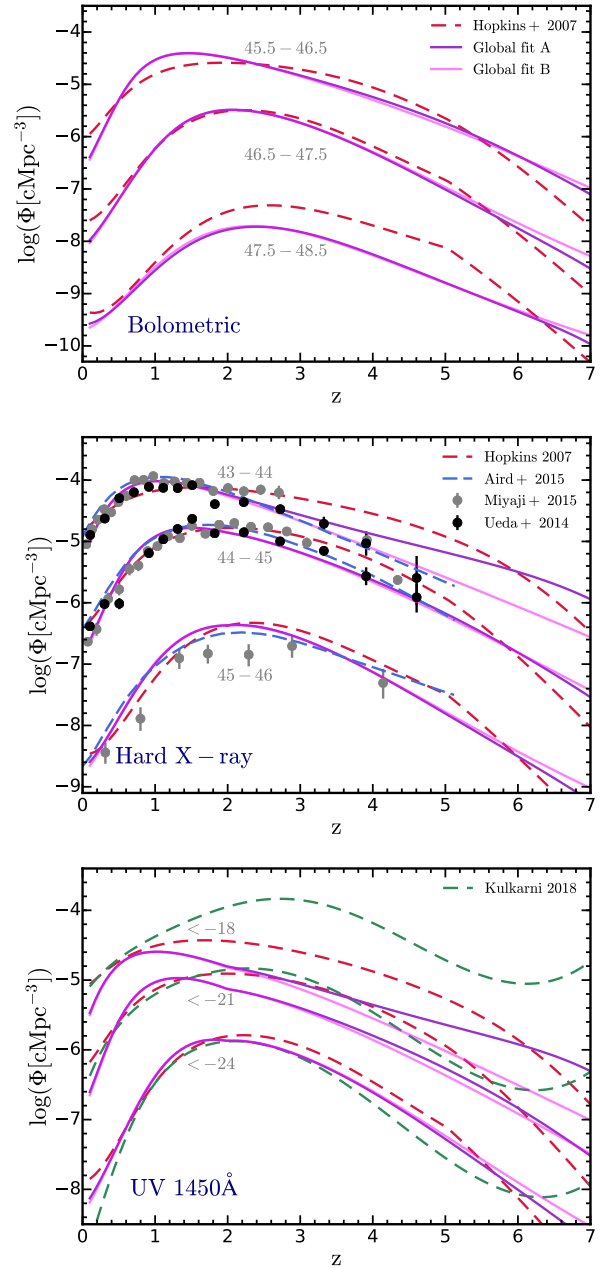 −4
−5
−6
−7
−8
−9
−10
log(Φ[cMpc⁻³])
45.5 − 46.5
46.5 − 47.5
47.5 − 48.5
Hopkins+ 2007
Global fit A
Global fit B
Bolometric
0 1 2 3 4 5 6 7
z
−4
−5
−6
−7
−8
−9
log(Φ[cMpc⁻³])
43 − 44
44 − 45
45 − 46
Hopkins 2007
Aird+ 2015
Miyaji+ 2015
Ueda+ 2014
Hard X − ray
0 1 2 3 4 5 6 7
z
−4
−5
−6
−7
−8
log(Φ[cMpc⁻³])
< −18
< −21
< −24
Kulkarni 2018
UV 1450Å
0 1 2 3 4 5 6 7
z